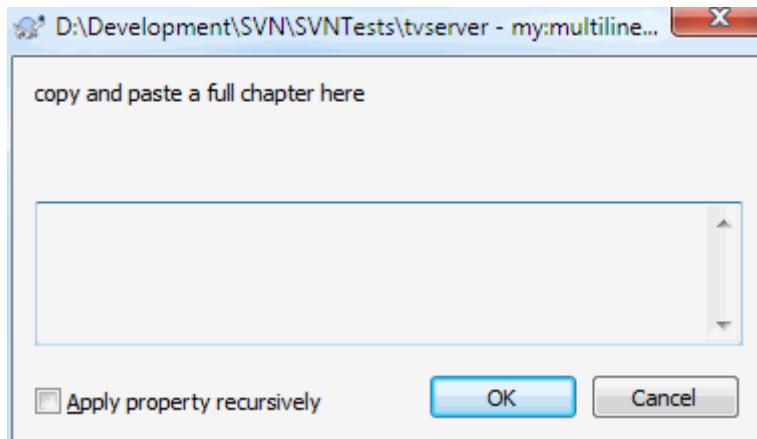 D:\Development\SVN\SVNTests\tvserver - my:multiline...
copy and paste a full chapter here
Apply property recursively
OK
Cancel